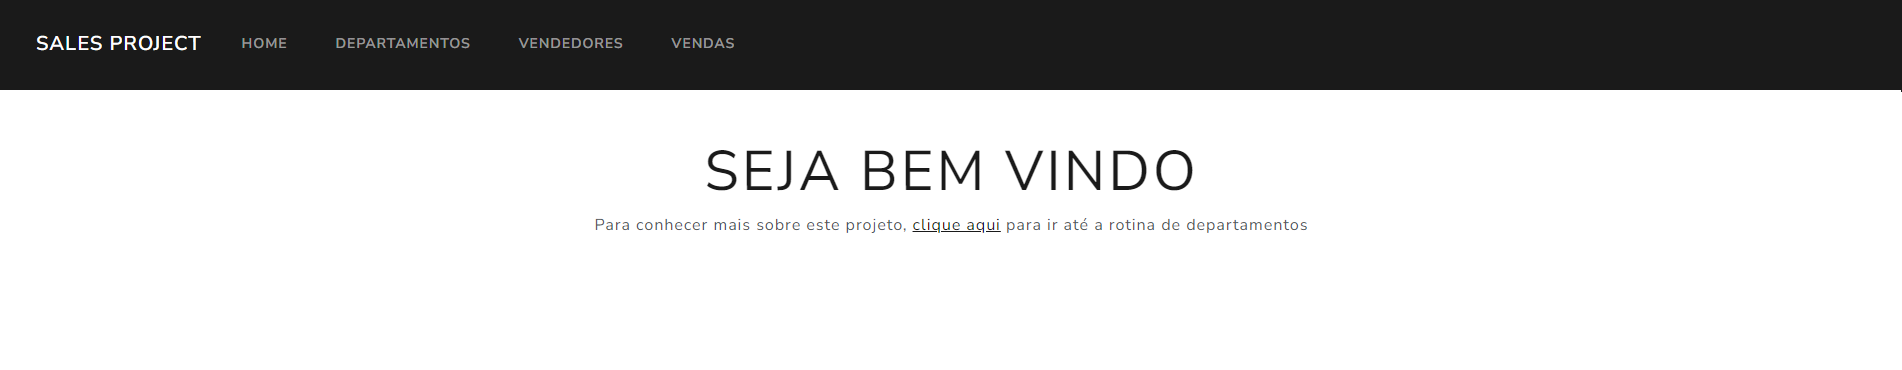 SALES PROJECT HOME DEPARTAMENTOS VENDEDORES VENDAS
SEJA BEM VINDO
Para conhecer mais sobre este projeto, clique aqui para ir até a rotina de departamentos